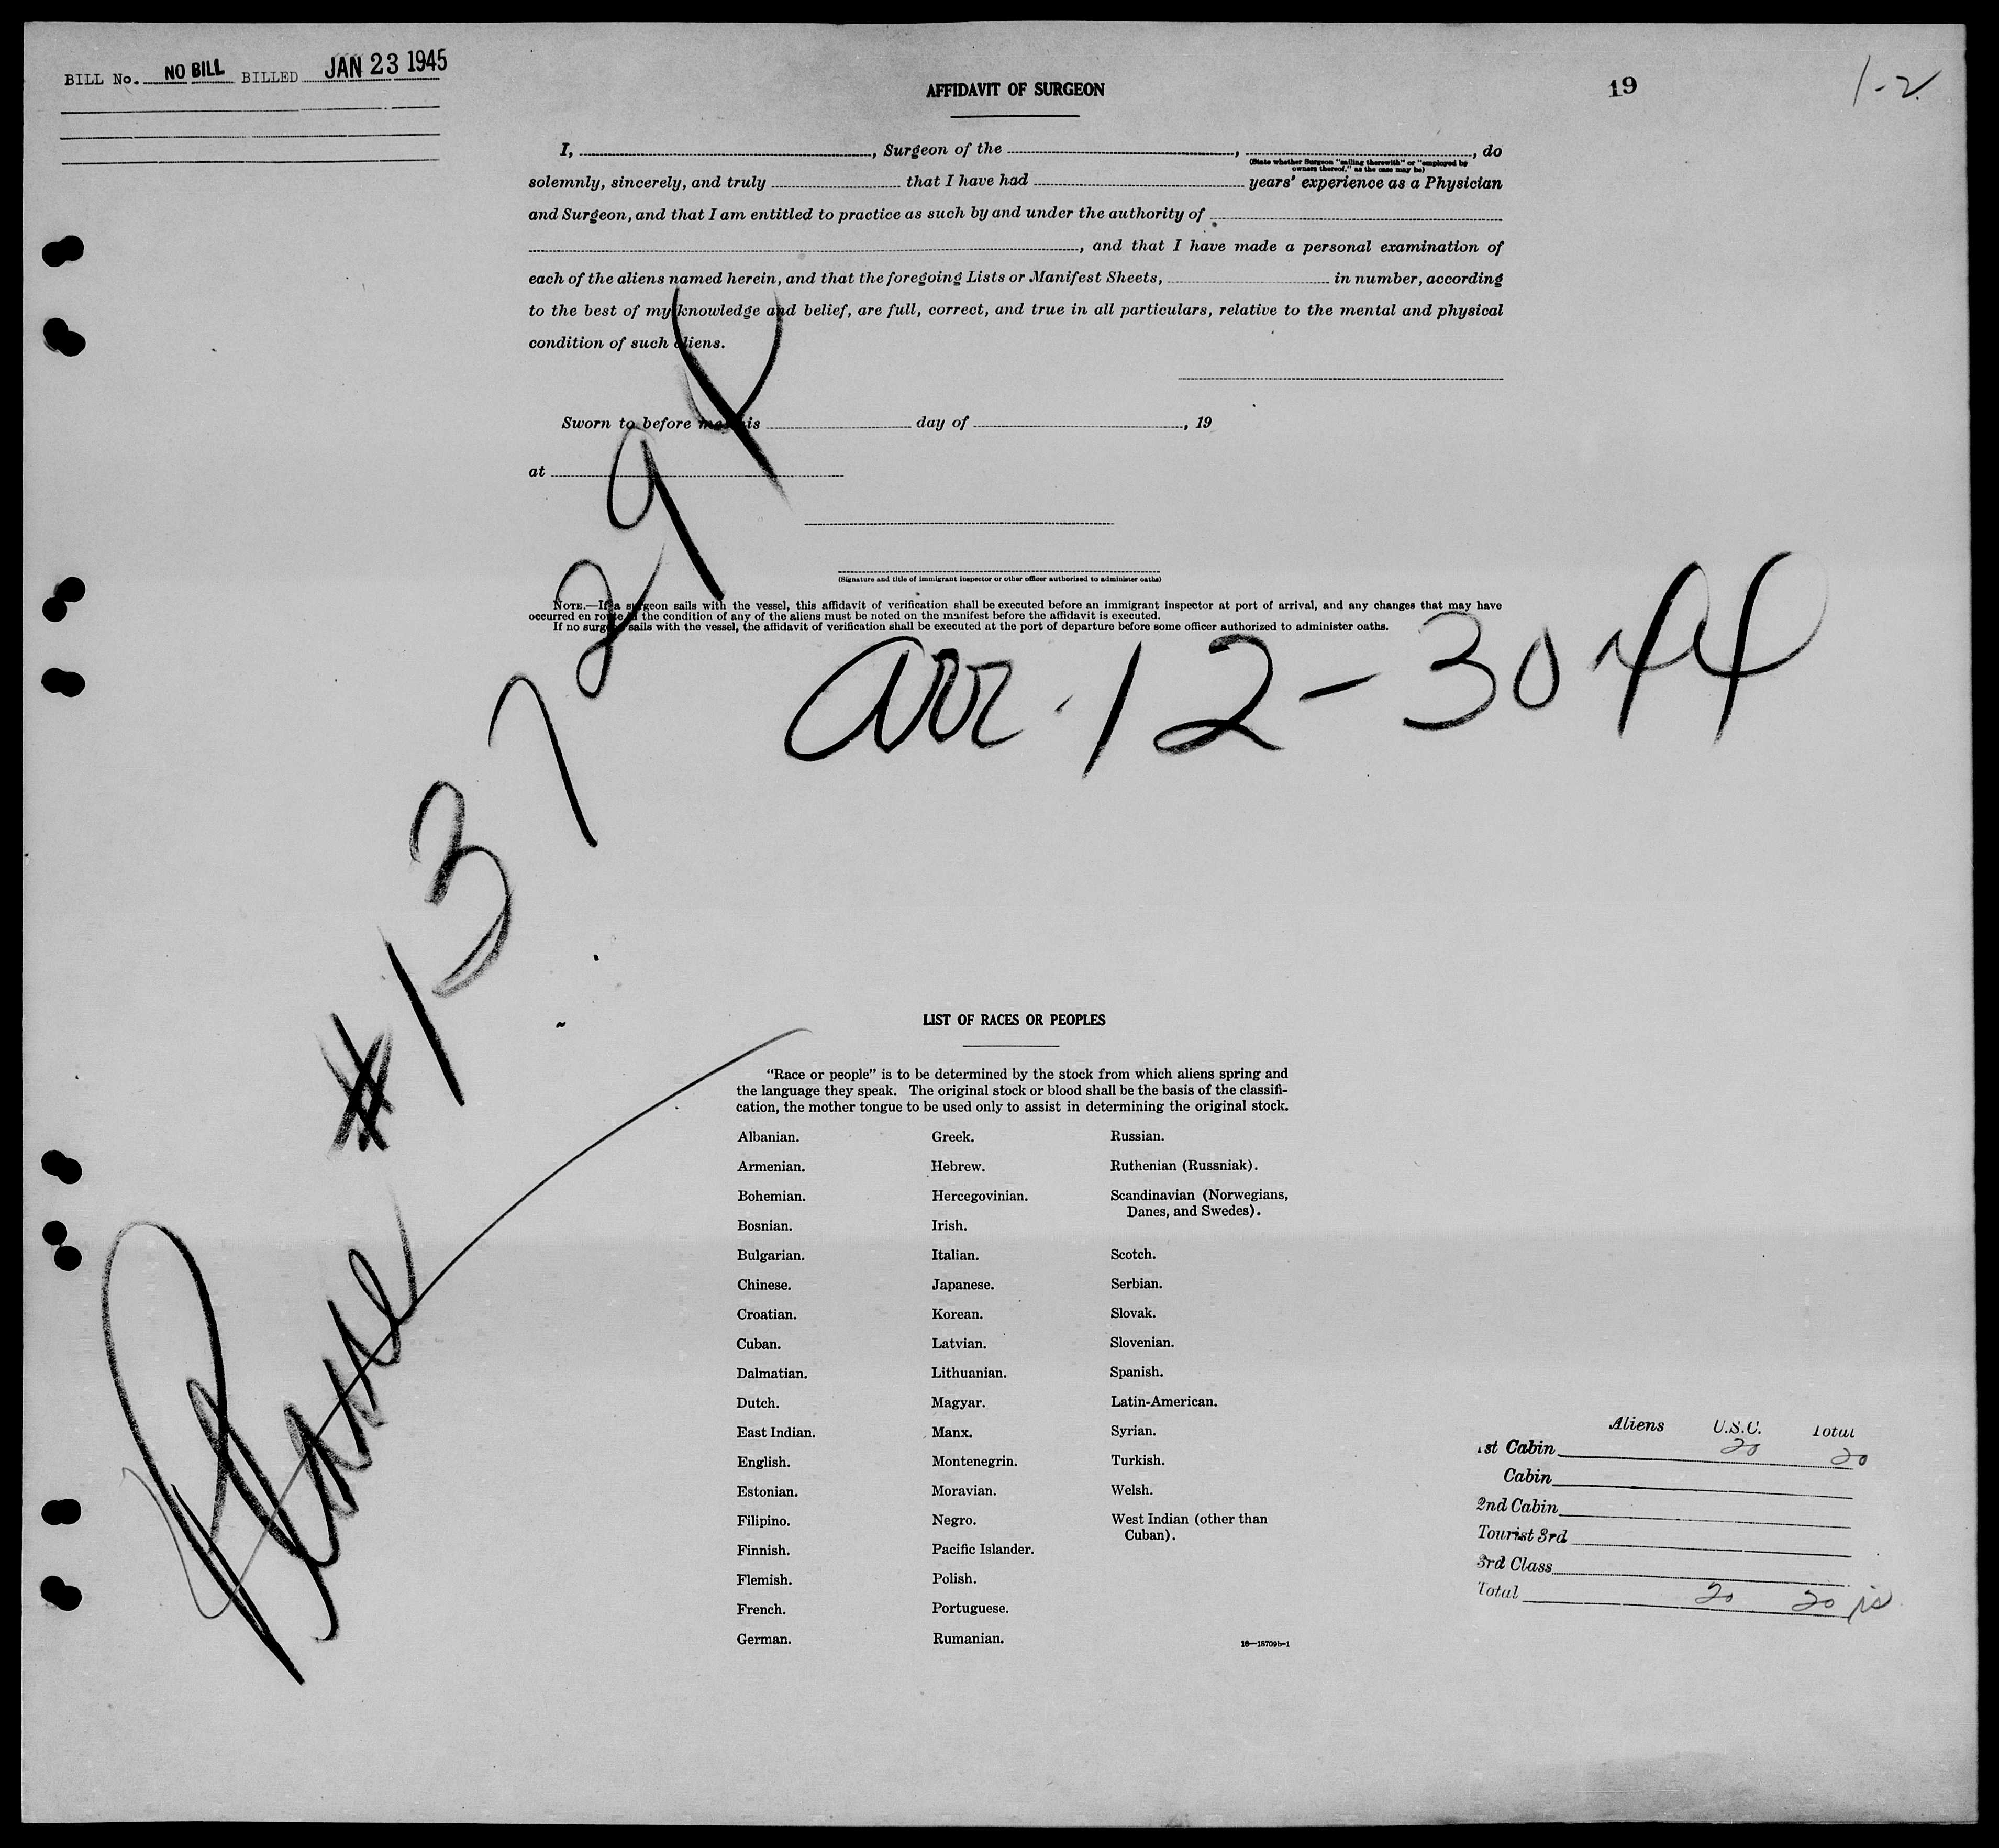 BILL No. NO BILL BILLED JAN 23 1945
19
1-2
AFFIDAVIT OF SURGEON
I, , Surgeon of the , , do
(State whether Surgeon "sailing therewith" or "employed by
owners thereof," as the case may be)
solemnly, sincerely, and truly that I have had years' experience as a Physician
and Surgeon, and that I am entitled to practice as such by and under the authority of
, and that I have made a personal examination of
each of the aliens named herein, and that the foregoing Lists or Manifest Sheets, in number, according
to the best of my knowledge and belief, are full, correct, and true in all particulars, relative to the mental and physical
condition of such aliens.
Sworn to before me this day of , 19
at
(Signature and title of immigrant inspector or other officer authorized to administer oaths)
NOTE.—If a surgeon sails with the vessel, this affidavit of verification shall be executed before an immigrant inspector at port of arrival, and any changes that may have
occurred en route in the condition of any of the aliens must be noted on the manifest before the affidavit is executed.
If no surgeon sails with the vessel, the affidavit of verification shall be executed at the port of departure before some officer authorized to administer oaths.
arr. 12-30 44
Plane #137294
LIST OF RACES OR PEOPLES
"Race or people" is to be determined by the stock from which aliens spring and
the language they speak. The original stock or blood shall be the basis of the classifi-
cation, the mother tongue to be used only to assist in determining the original stock.
Albanian.
Armenian.
Bohemian.
Bosnian.
Bulgarian.
Chinese.
Croatian.
Cuban.
Dalmatian.
Dutch.
East Indian.
English.
Estonian.
Filipino.
Finnish.
Flemish.
French.
German.
Greek.
Hebrew.
Hercegovinian.
Irish.
Italian.
Japanese.
Korean.
Latvian.
Lithuanian.
Magyar.
Manx.
Montenegrin.
Moravian.
Negro.
Pacific Islander.
Polish.
Portuguese.
Rumanian.
Russian.
Ruthenian (Russniak).
Scandinavian (Norwegians,
Danes, and Swedes).
Scotch.
Serbian.
Slovak.
Slovenian.
Spanish.
Latin-American.
Syrian.
Turkish.
Welsh.
West Indian (other than
Cuban).
16—18709b-1
Aliens U.S.C. Total
1st Cabin 20 20
Cabin
2nd Cabin
Tourist 3rd
3rd Class
Total 20 20